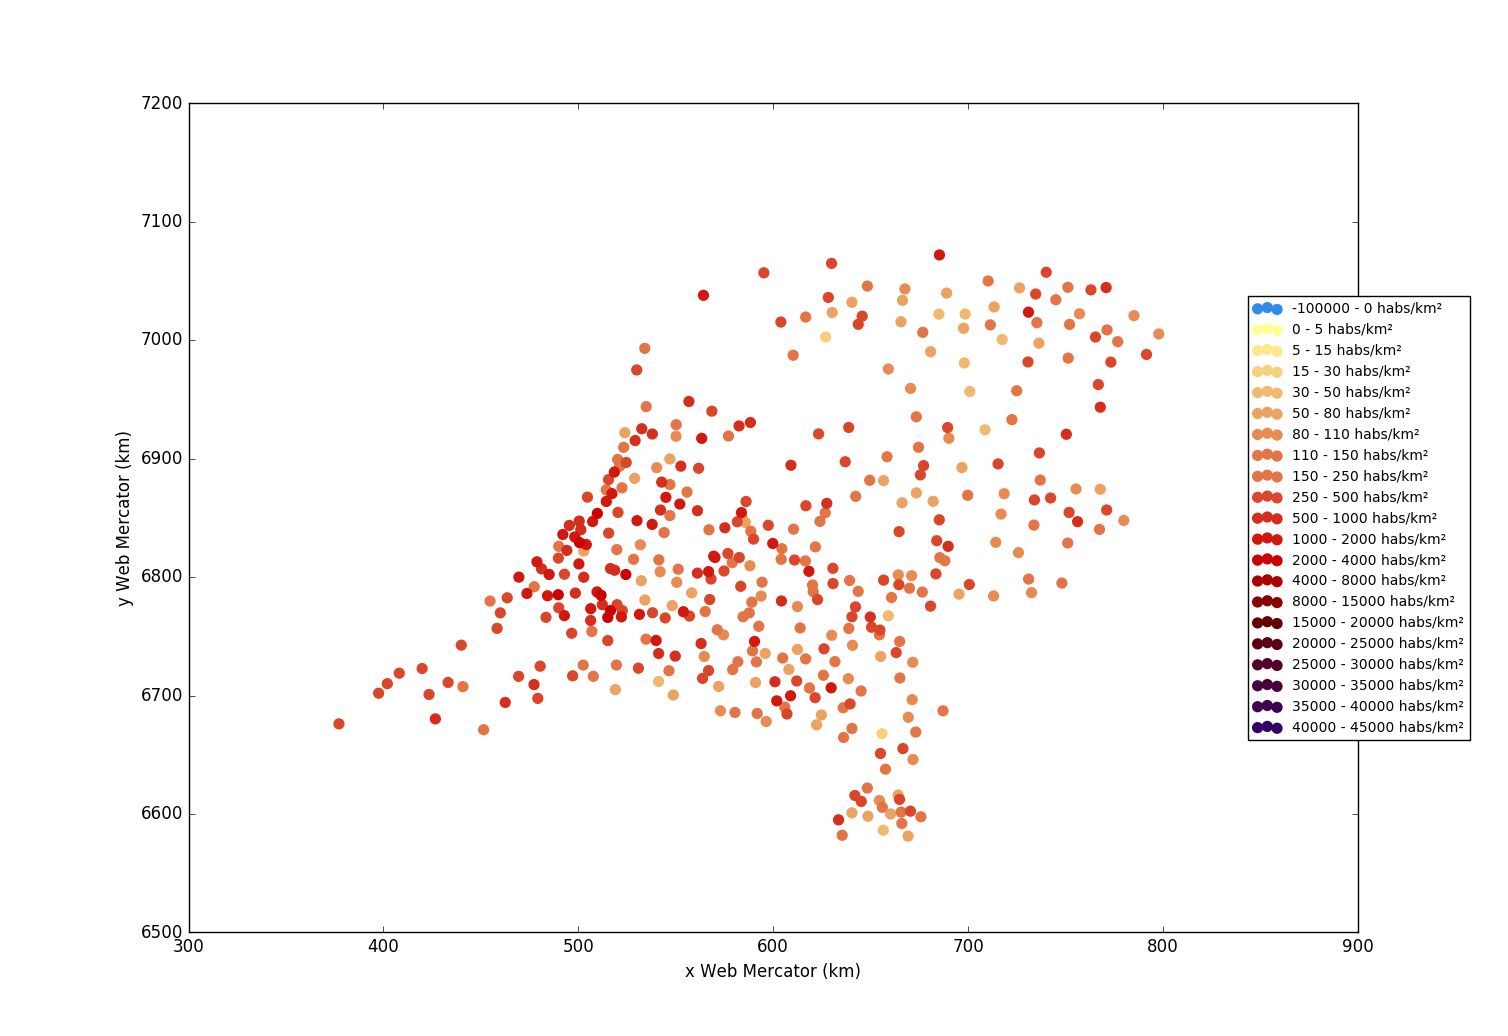 7200
7100
7000
6900
6800
6700
6600
6500
y Web Mercator (km)
300
400
500
600
700
800
900
x Web Mercator (km)
-100000 - 0 habs/km²
0 - 5 habs/km²
5 - 15 habs/km²
15 - 30 habs/km²
30 - 50 habs/km²
50 - 80 habs/km²
80 - 110 habs/km²
110 - 150 habs/km²
150 - 250 habs/km²
250 - 500 habs/km²
500 - 1000 habs/km²
1000 - 2000 habs/km²
2000 - 4000 habs/km²
4000 - 8000 habs/km²
8000 - 15000 habs/km²
15000 - 20000 habs/km²
20000 - 25000 habs/km²
25000 - 30000 habs/km²
30000 - 35000 habs/km²
35000 - 40000 habs/km²
40000 - 45000 habs/km²